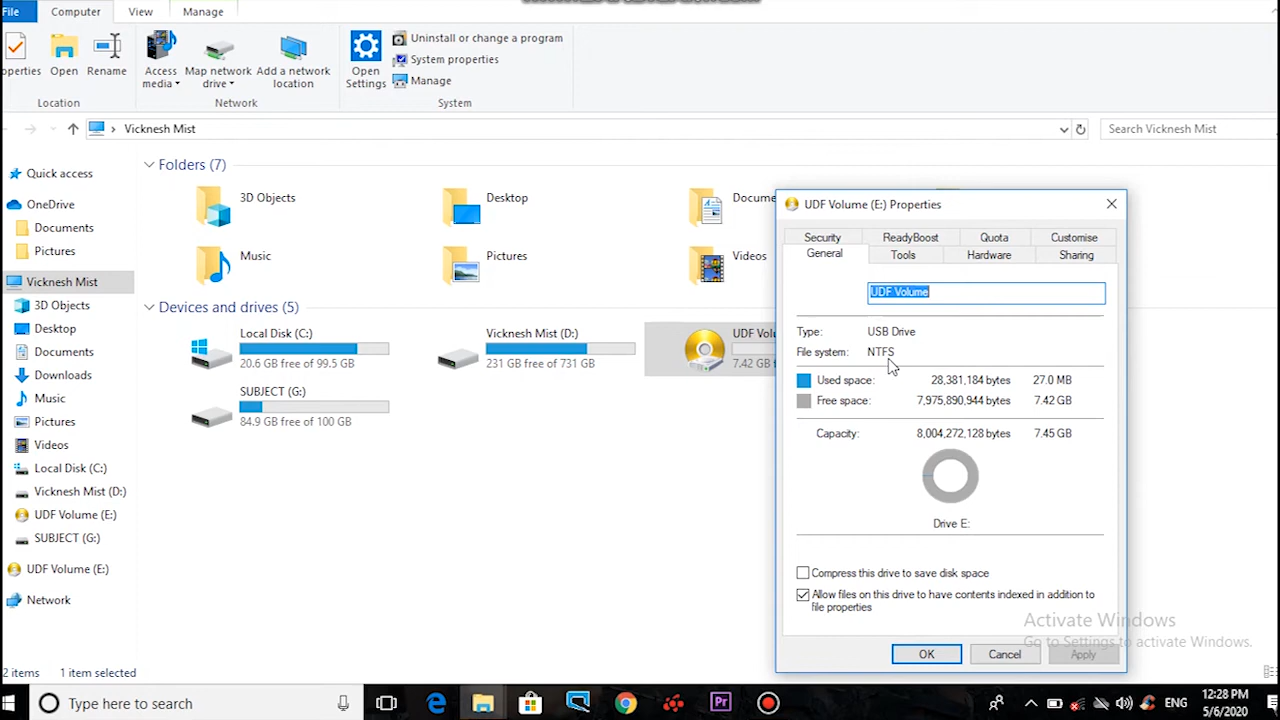 File
Computer
View
Manage
operties
Open
Rename
Access media
Map network drive
Add a network location
Open Settings
Uninstall or change a program
System properties
Manage
Location
Network
System
Vicknesh Mist
Search Vicknesh Mist
Quick access
OneDrive
Documents
Pictures
Vicknesh Mist
3D Objects
Desktop
Documents
Downloads
Music
Pictures
Videos
Local Disk (C:)
Vicknesh Mist (D:)
UDF Volume (E:)
SUBJECT (G:)
UDF Volume (E:)
Network
Folders (7)
3D Objects
Desktop
Docume
Music
Pictures
Videos
Devices and drives (5)
Local Disk (C:)
20.6 GB free of 99.5 GB
Vicknesh Mist (D:)
231 GB free of 731 GB
UDF Volu
7.42 GB free
SUBJECT (G:)
84.9 GB free of 100 GB
UDF Volume (E:) Properties
Security
ReadyBoost
Quota
Customise
General
Tools
Hardware
Sharing
UDF Volume
Type: USB Drive
File system: NTFS
Used space: 28,381,184 bytes 27.0 MB
Free space: 7,975,890,944 bytes 7.42 GB
Capacity: 8,004,272,128 bytes 7.45 GB
Drive E:
Compress this drive to save disk space
Allow files on this drive to have contents indexed in addition to
file properties
OK
Cancel
Apply
Activate Windows
Go to Settings to activate Windows.
2 items
1 item selected
Type here to search
Pr
ENG
12:28 PM
5/6/2020